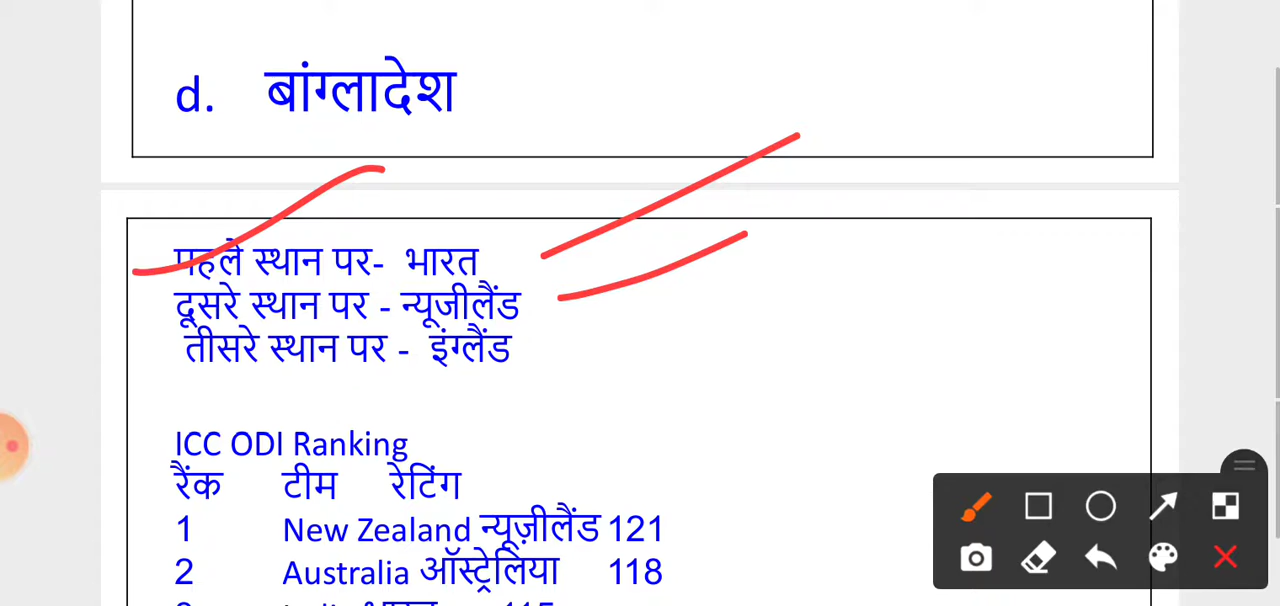 d. बांग्लादेश
पहले स्थान पर- भारत
दूसरे स्थान पर - न्यूजीलैंड
तीसरे स्थान पर - इंग्लैंड
ICC ODI Ranking
रैंक टीम रेटिंग
1 New Zealand न्यूज़ीलैंड 121
2 Australia ऑस्ट्रेलिया 118